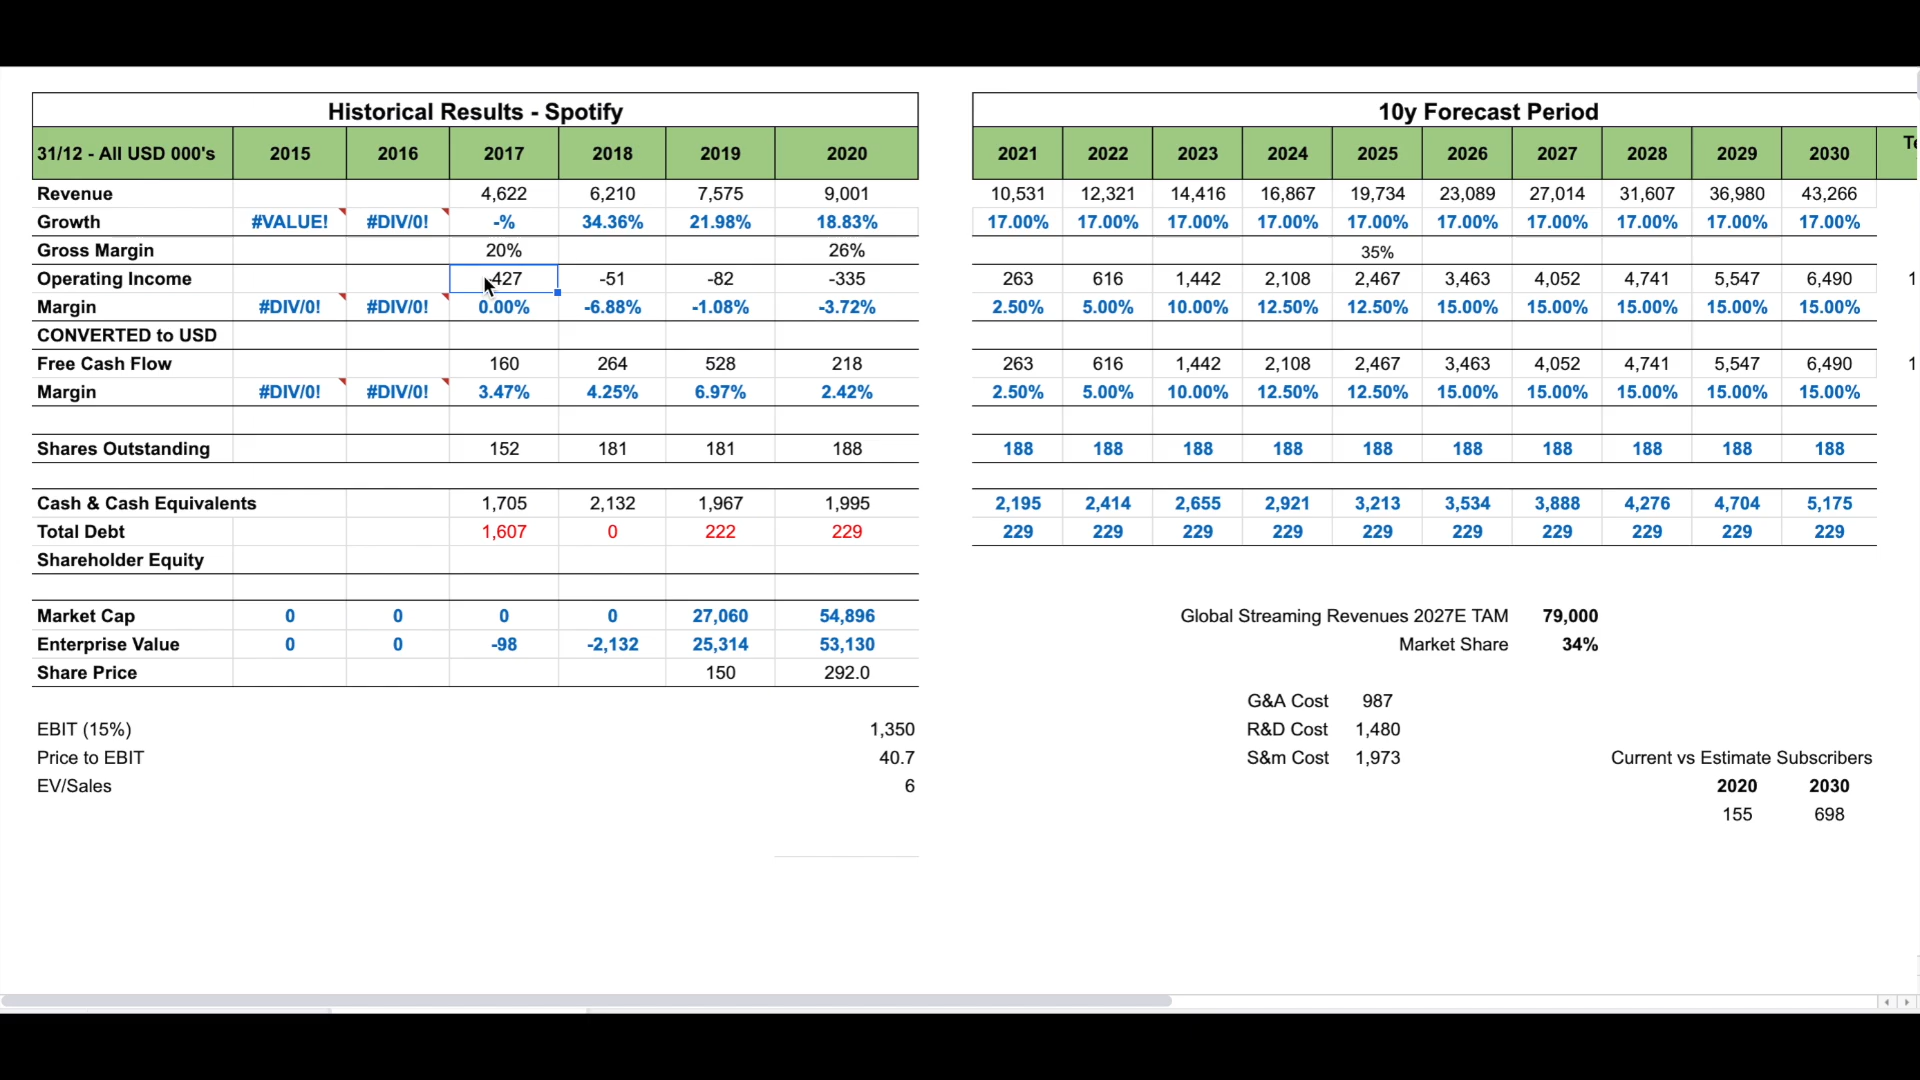 Historical Results - Spotify
31/12 - All USD 000's 2015 2016 2017 2018 2019 2020
Revenue 4,622 6,210 7,575 9,001
Growth #VALUE! #DIV/0! -% 34.36% 21.98% 18.83%
Gross Margin 20% 26%
Operating Income 427 -51 -82 -335
Margin #DIV/0! #DIV/0! 0.00% -6.88% -1.08% -3.72%
CONVERTED to USD
Free Cash Flow 160 264 528 218
Margin #DIV/0! #DIV/0! 3.47% 4.25% 6.97% 2.42%
Shares Outstanding 152 181 181 188
Cash & Cash Equivalents 1,705 2,132 1,967 1,995
Total Debt 1,607 0 222 229
Shareholder Equity
Market Cap 0 0 0 0 27,060 54,896
Enterprise Value 0 0 -98 -2,132 25,314 53,130
Share Price 150 292.0
EBIT (15%) 1,350
Price to EBIT 40.7
EV/Sales 6
10y Forecast Period
2021 2022 2023 2024 2025 2026 2027 2028 2029 2030
10,531 12,321 14,416 16,867 19,734 23,089 27,014 31,607 36,980 43,266
17.00% 17.00% 17.00% 17.00% 17.00% 17.00% 17.00% 17.00% 17.00% 17.00%
35%
263 616 1,442 2,108 2,467 3,463 4,052 4,741 5,547 6,490
2.50% 5.00% 10.00% 12.50% 12.50% 15.00% 15.00% 15.00% 15.00% 15.00%
263 616 1,442 2,108 2,467 3,463 4,052 4,741 5,547 6,490
2.50% 5.00% 10.00% 12.50% 12.50% 15.00% 15.00% 15.00% 15.00% 15.00%
188 188 188 188 188 188 188 188 188 188
2,195 2,414 2,655 2,921 3,213 3,534 3,888 4,276 4,704 5,175
229 229 229 229 229 229 229 229 229 229
Global Streaming Revenues 2027E TAM 79,000
Market Share 34%
G&A Cost 987
R&D Cost 1,480
S&m Cost 1,973
Current vs Estimate Subscribers
2020 2030
155 698